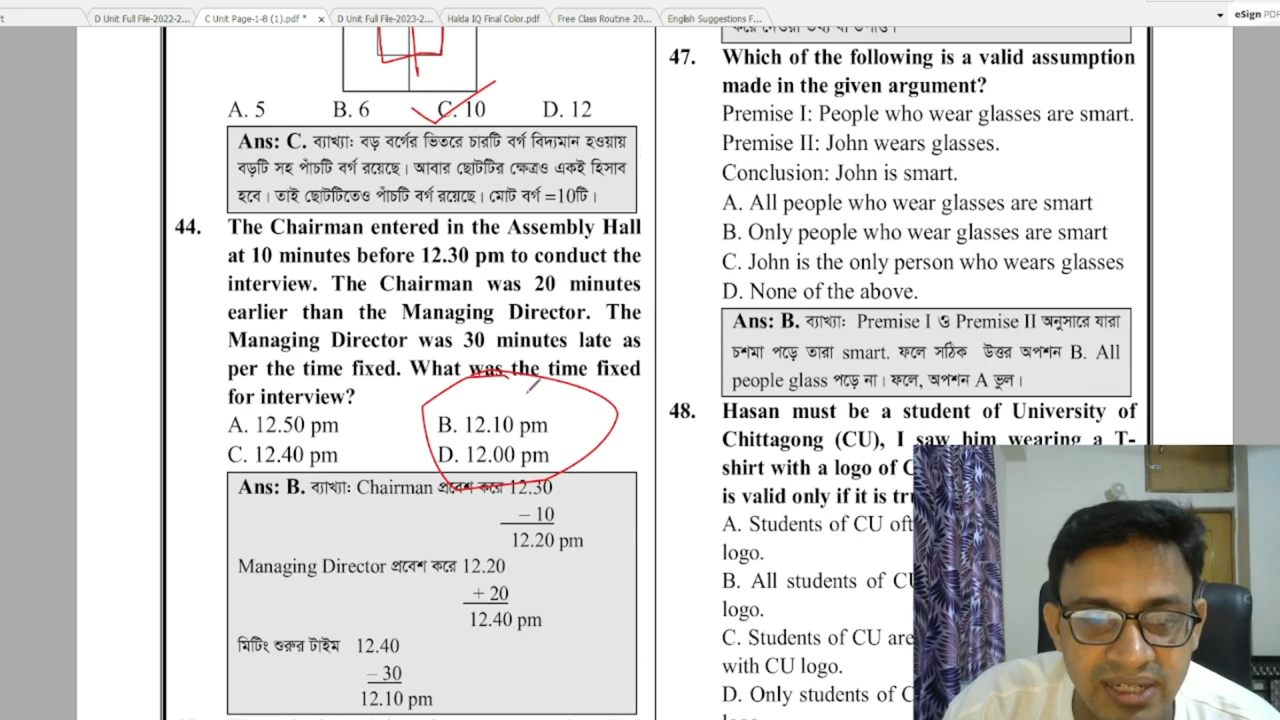 D Unit Full File-2022-2...
C Unit Page-1-8 (1).pdf *
x
D Unit Full File-2023-2...
Halda IQ Final Color.pdf
Free Class Routine 20...
English Suggestions F...
eSign PDF
A. 5 B. 6 C. 10 D. 12
Ans: C. ব্যাখ্যাঃ বড় বর্গের ভিতরে চারটি বর্গ বিদ্যমান হওয়ায়
বড়টি সহ পাঁচটি বর্গ রয়েছে। আবার ছোটটির ক্ষেত্রও একই হিসাব
হবে। তাই ছোটটিতেও পাঁচটি বর্গ রয়েছে। মোট বর্গ =10টি।
44. The Chairman entered in the Assembly Hall
at 10 minutes before 12.30 pm to conduct the
interview. The Chairman was 20 minutes
earlier than the Managing Director. The
Managing Director was 30 minutes late as
per the time fixed. What was the time fixed
for interview?
A. 12.50 pm B. 12.10 pm
C. 12.40 pm D. 12.00 pm
Ans: B. ব্যাখ্যাঃ Chairman প্রবেশ করে 12.30
– 10
12.20 pm
Managing Director প্রবেশ করে 12.20
+ 20
12.40 pm
মিটিং শুরুর টাইম 12.40
– 30
12.10 pm
47. Which of the following is a valid assumption
made in the given argument?
Premise I: People who wear glasses are smart.
Premise II: John wears glasses.
Conclusion: John is smart.
A. All people who wear glasses are smart
B. Only people who wear glasses are smart
C. John is the only person who wears glasses
D. None of the above.
Ans: B. ব্যাখ্যাঃ Premise I ও Premise II অনুসারে যারা
চশমা পড়ে তারা smart. ফলে সঠিক উত্তর অপশন B. All
people glass পড়ে না। ফলে, অপশন A ভুল।
48. Hasan must be a student of University of
Chittagong (CU), I saw him wearing a T-
shirt with a logo of C
is valid only if it is tr
A. Students of CU oft
logo.
B. All students of CU
logo.
C. Students of CU are
with CU logo.
D. Only students of C